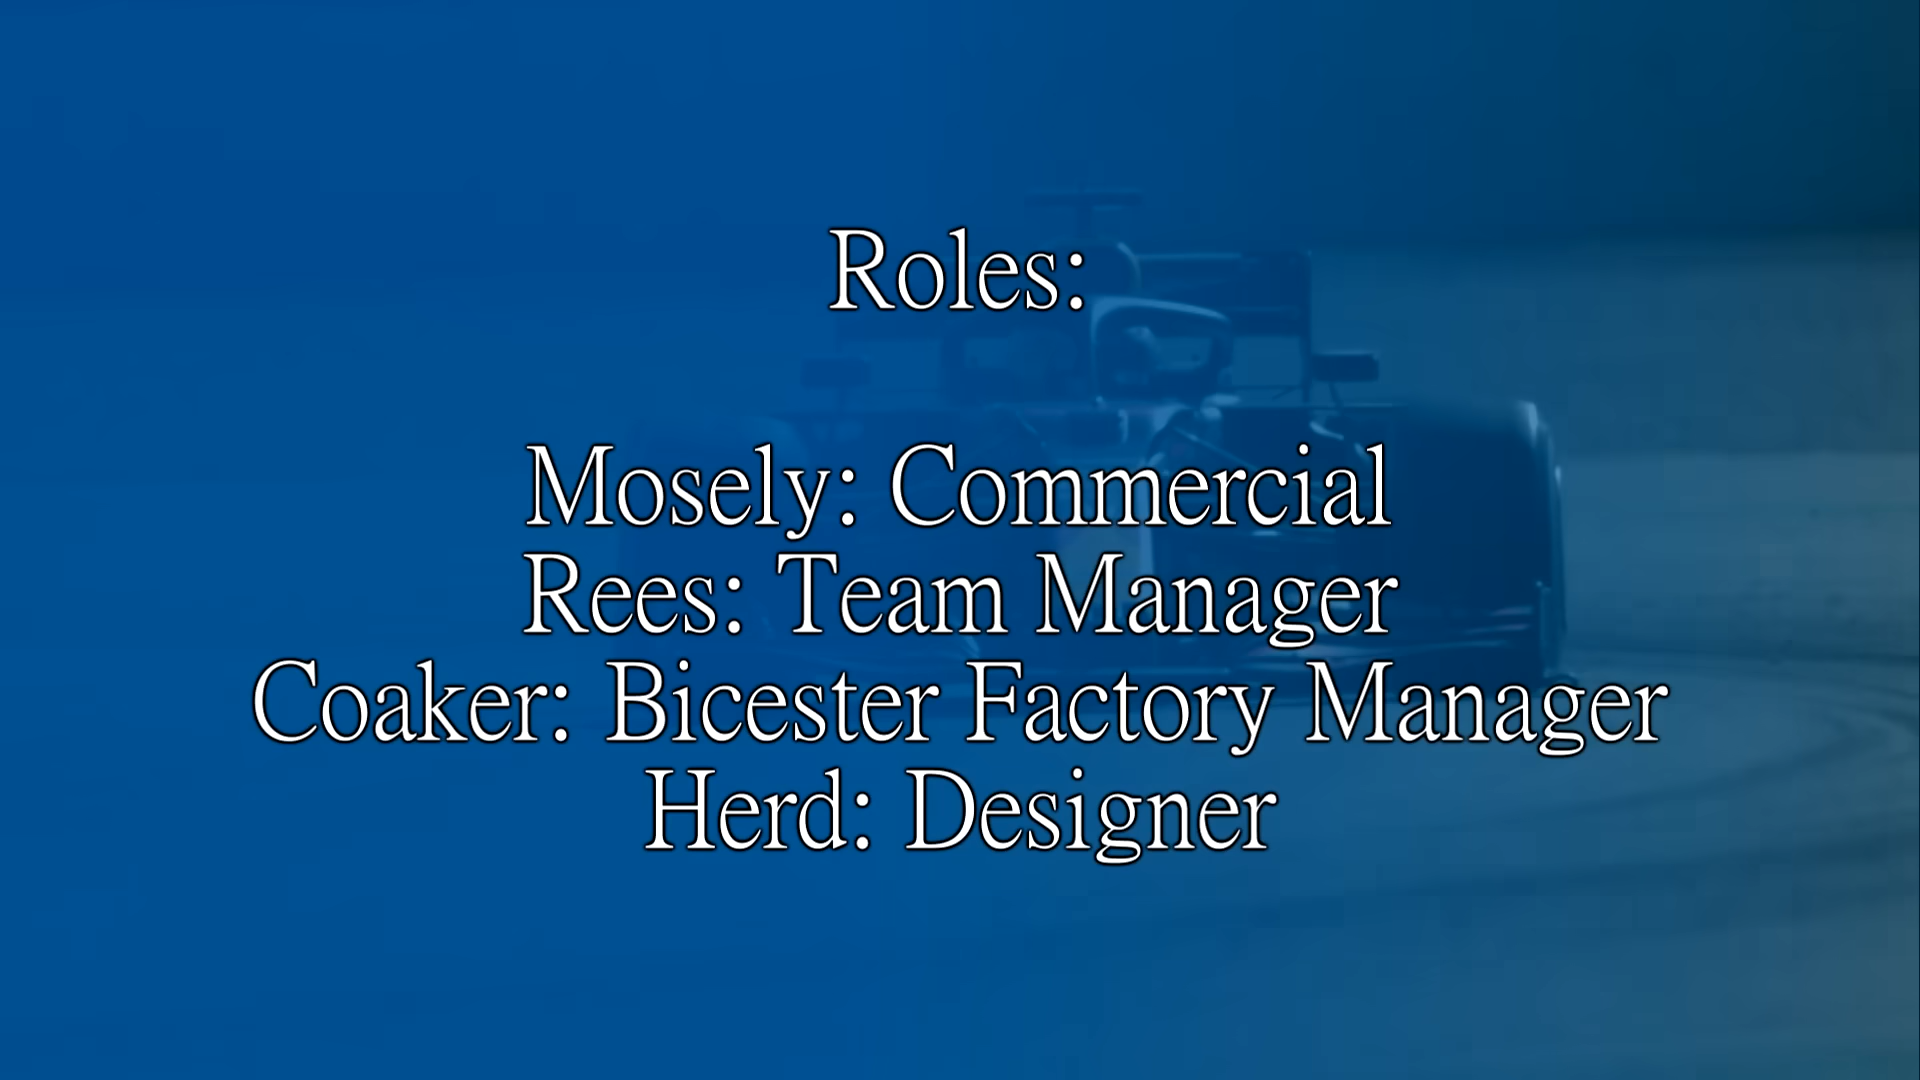 Roles:
Mosely: Commercial
Rees: Team Manager
Coaker: Bicester Factory Manager
Herd: Designer